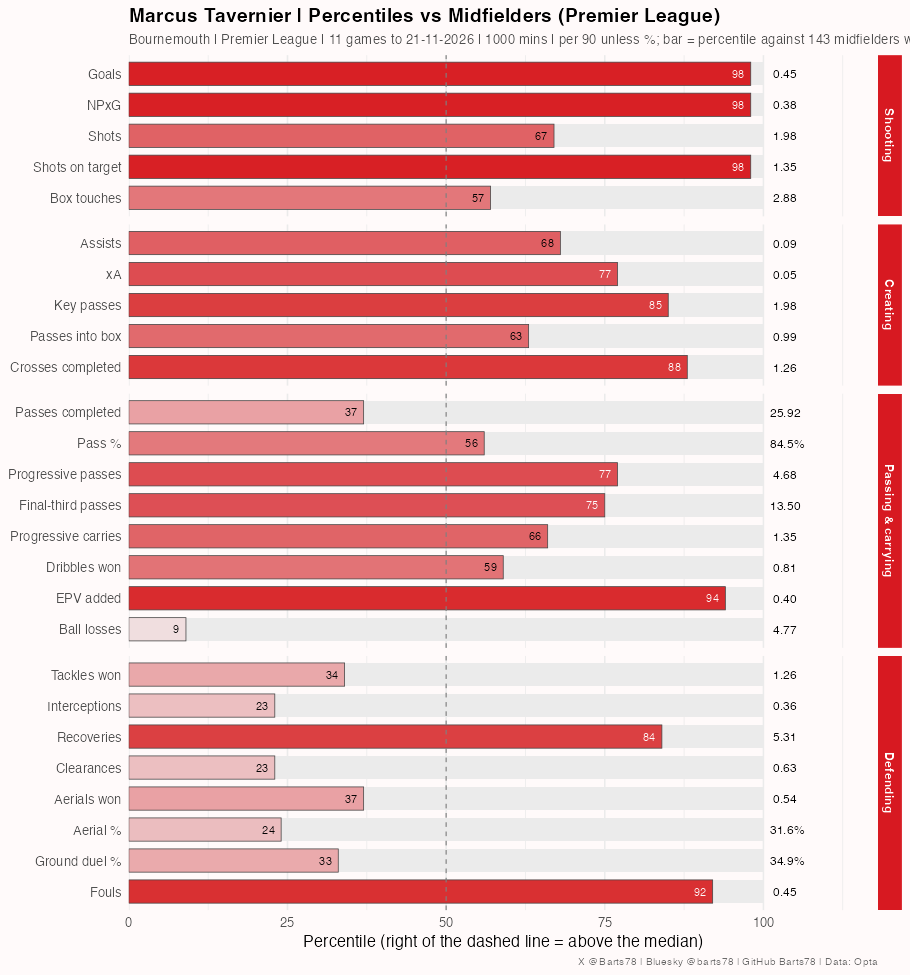 Marcus Tavernier | Percentiles vs Midfielders (Premier League)
Bournemouth | Premier League | 11 games to 21-11-2026 | 1000 mins | per 90 unless %; bar = percentile against 143 midfielders w
Goals 98 0.45
NPxG 98 0.38
Shots 67 1.98
Shots on target 98 1.35
Box touches 57 2.88
Shooting
Assists 68 0.09
xA 77 0.05
Key passes 85 1.98
Passes into box 63 0.99
Crosses completed 88 1.26
Creating
Passes completed 37 25.92
Pass % 56 84.5%
Progressive passes 77 4.68
Final-third passes 75 13.50
Progressive carries 66 1.35
Dribbles won 59 0.81
EPV added 94 0.40
Ball losses 9 4.77
Passing & carrying
Tackles won 34 1.26
Interceptions 23 0.36
Recoveries 84 5.31
Clearances 23 0.63
Aerials won 37 0.54
Aerial % 24 31.6%
Ground duel % 33 34.9%
Fouls 92 0.45
Defending
0 25 50 75 100
Percentile (right of the dashed line = above the median)
X @Barts78 | Bluesky @barts78 | GitHub Barts78 | Data: Opta